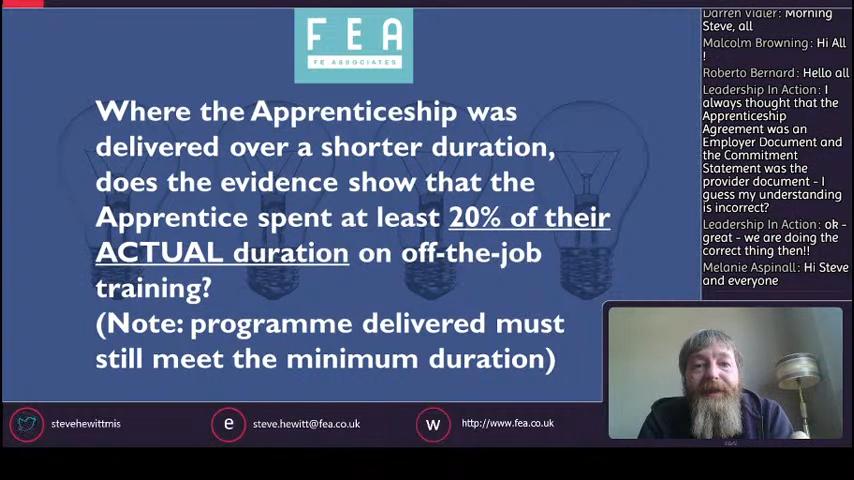 FEA
FE ASSOCIATES
Where the Apprenticeship was
delivered over a shorter duration,
does the evidence show that the
Apprentice spent at least 20% of their
ACTUAL duration on off-the-job
training?
(Note: programme delivered must
still meet the minimum duration)
Darren Vidler: Morning
Steve, all
Malcolm Browning: Hi All
!
Roberto Bernard: Hello all
Leadership In Action: I
always thought that the
Apprenticeship
Agreement was an
Employer Document and
the Commitment
Statement was the
provider document - I
guess my understanding
is incorrect?
Leadership In Action: ok -
great - we are doing the
correct thing then!!
Melanie Aspinall: Hi Steve
and everyone
stevehewittmis
e steve.hewitt@fea.co.uk
w http://www.fea.co.uk